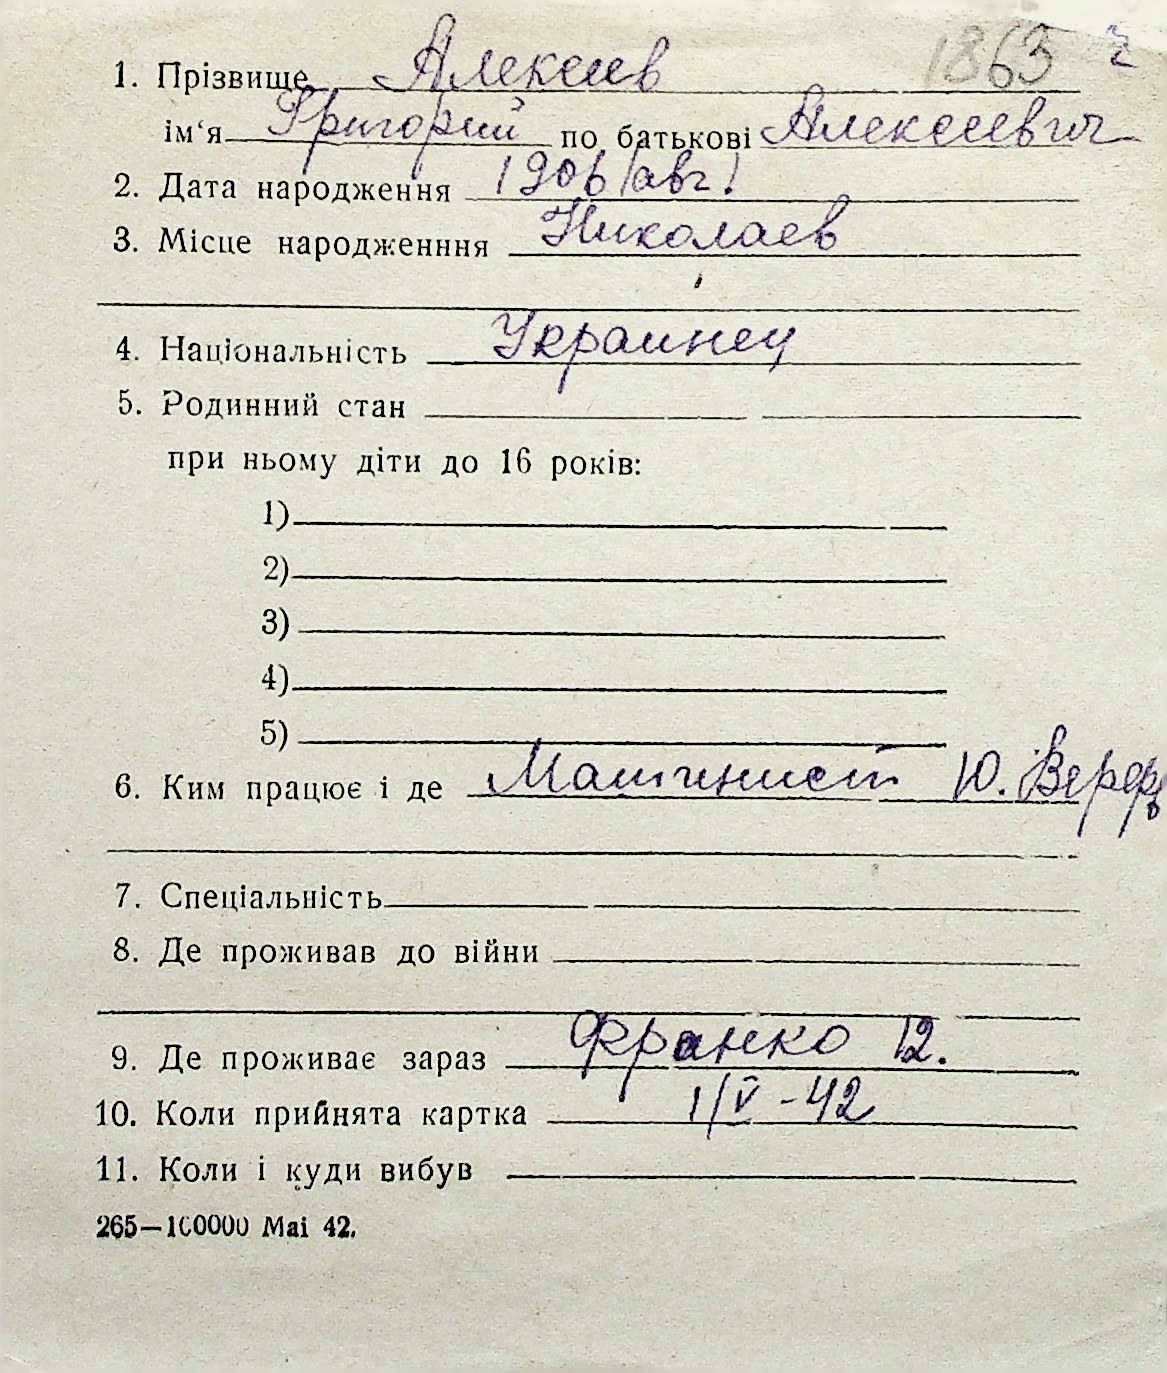 1863 ч
1. Прізвище Алексеев
ім‘я Григорий по батькові Алексеевич
2. Дата народження 1906/авг/
3. Місце народженння Николаев
4. Національність Украинец
5. Родинний стан
при ньому діти до 16 років:
1)
2)
3)
4)
5)
6. Ким працює і де Машинист Ю. Верфь
7. Спеціальність
8. Де проживав до війни
9. Де проживає зараз Франко 12.
10. Коли прийнята картка 1/V-42
11. Коли і куди вибув
265—100000 Mai 42.